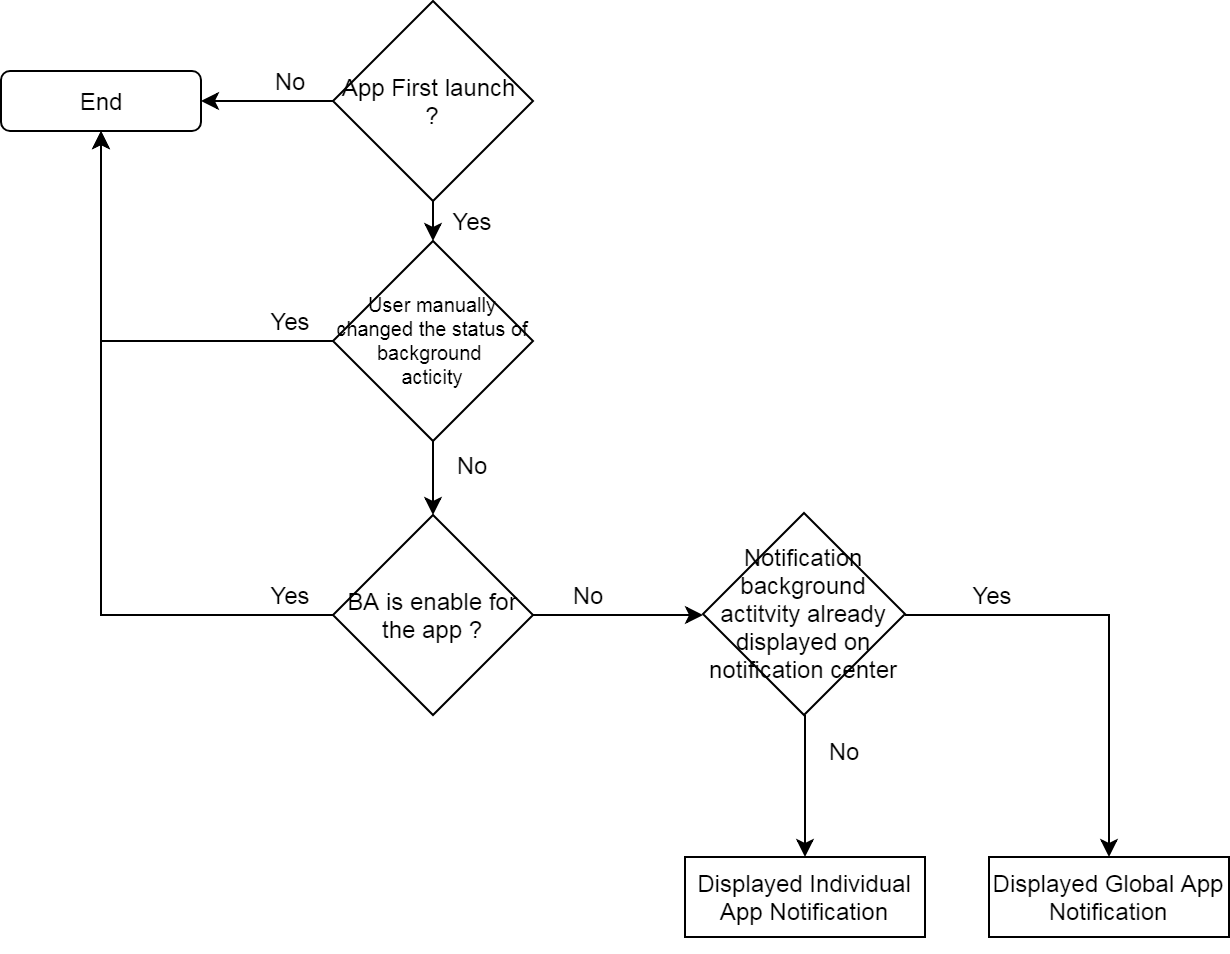 No
End
App First launch
?
Yes
User manually
changed the status of
background
acticity
Yes
No
BA is enable for
the app ?
Yes
No
Notification
background
actitvity already
displayed on
notification center
Yes
No
Displayed Individual
App Notification
Displayed Global App
Notification